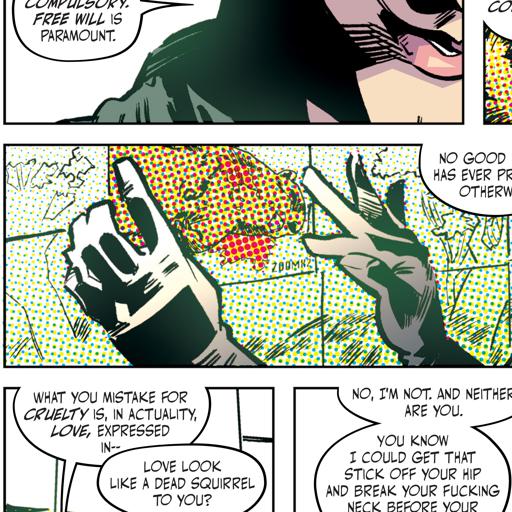 COMPULSORY.
FREE WILL IS
PARAMOUNT.
CO
NO GOOD
HAS EVER PR
OTHERW
200MM?
WHAT YOU MISTAKE FOR
CRUELTY IS, IN ACTUALITY,
LOVE, EXPRESSED
IN--
LOVE LOOK
LIKE A DEAD SQUIRREL
TO YOU?
NO, I'M NOT. AND NEITHER
ARE YOU.
YOU KNOW
I COULD GET THAT
STICK OFF YOUR HIP
AND BREAK YOUR FUCKING
NECK BEFORE YOUR